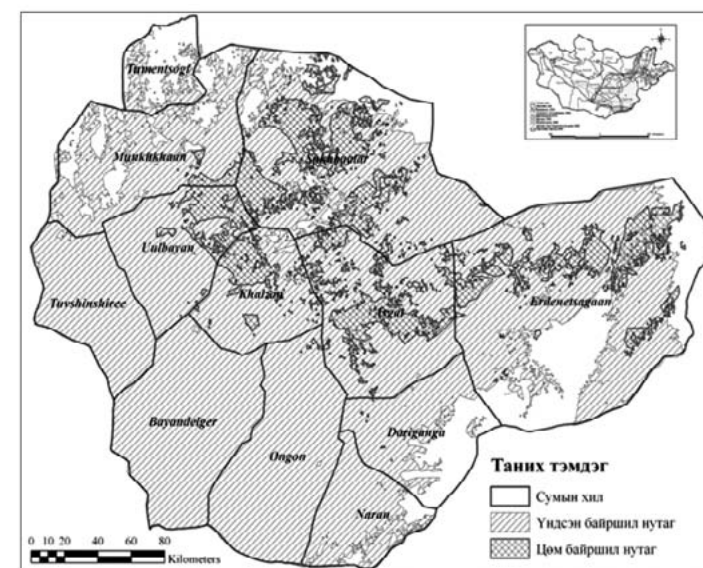 Tumentsogt
Munkhkhaan
Sukhbaatar
Uulbayan
Erdenetsagaan
Tuvshinshiree
Khalzan
Bayandelger
Dariganga
Ongon
Naran
Таних тэмдэг
Сумын хил
Үндсэн байршил нутаг
Цөм байршил нутаг
0 10 20 40 60 80
Kilometers